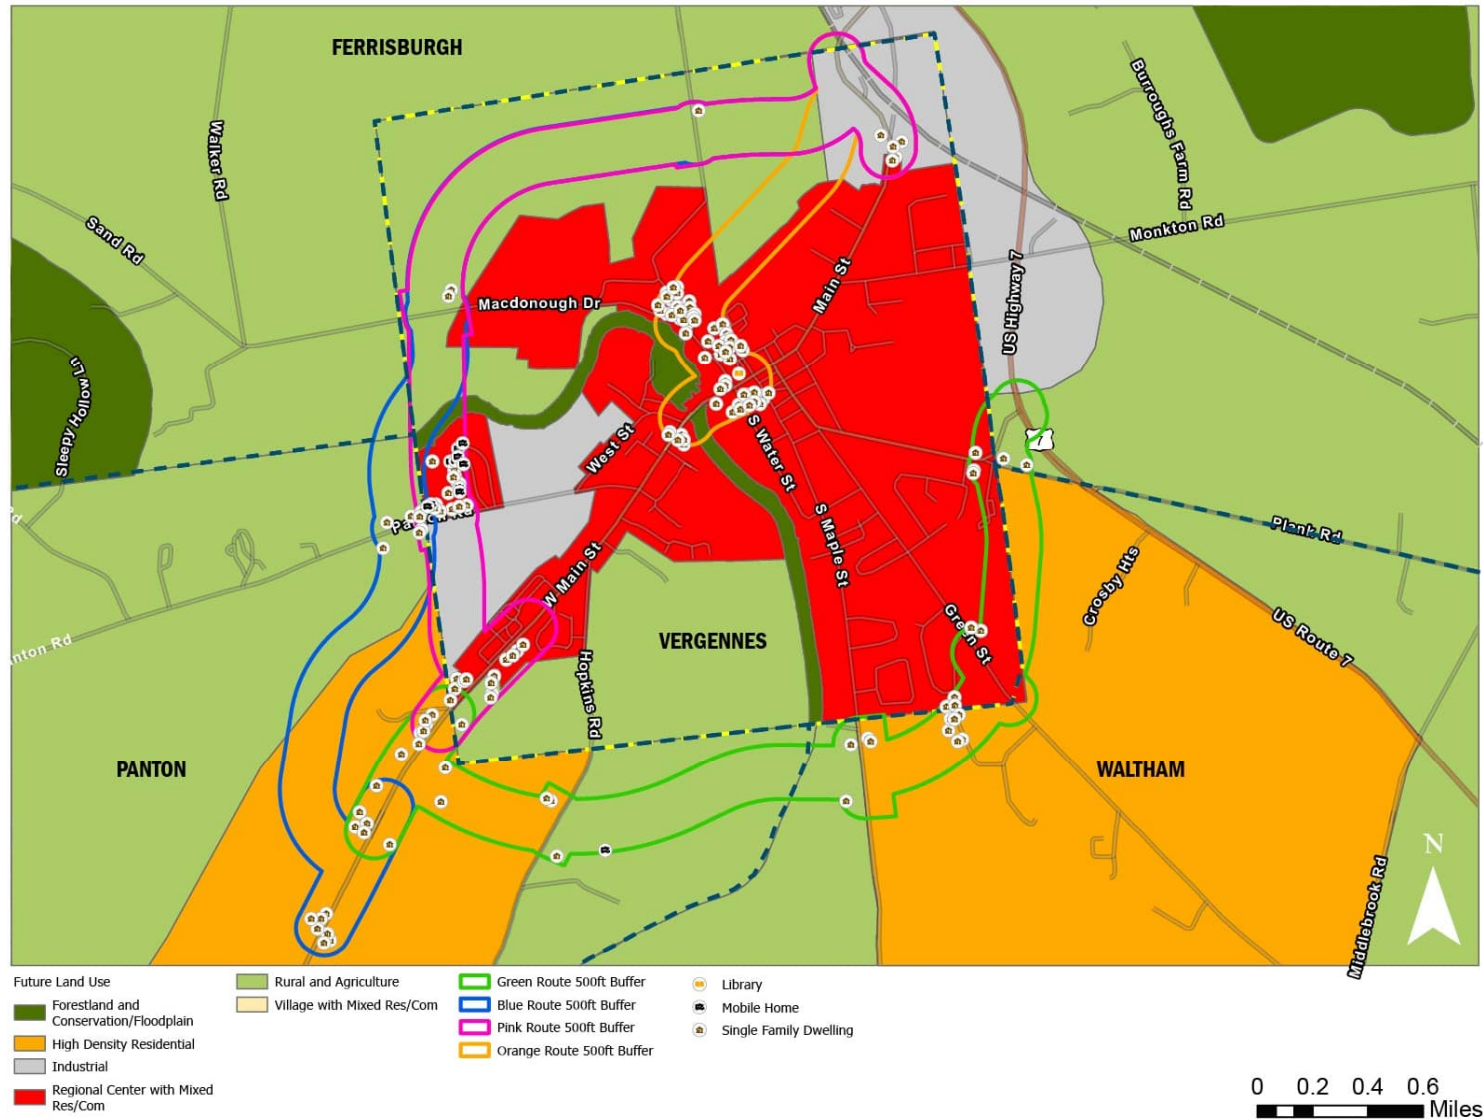 FERRISBURGH
Walker Rd
Sand Rd
Sleepy Hollow Ln
Rd
Burroughs Farm Rd
Monkton Rd
US Highway 7
Main St
Macdonough Dr
West St
S Water St
S Maple St
W Main St
Green St
Hopkins Rd
VERGENNES
7
Plank Rd
Crosby Hts
US Route 7
nton Rd
PANTON
WALTHAM
Middlebrook Rd
N
Future Land Use
Forestland and
Conservation/Floodplain
High Density Residential
Industrial
Regional Center with Mixed
Res/Com
Rural and Agriculture
Village with Mixed Res/Com
Green Route 500ft Buffer
Blue Route 500ft Buffer
Pink Route 500ft Buffer
Orange Route 500ft Buffer
Library
Mobile Home
Single Family Dwelling
0 0.2 0.4 0.6
Miles